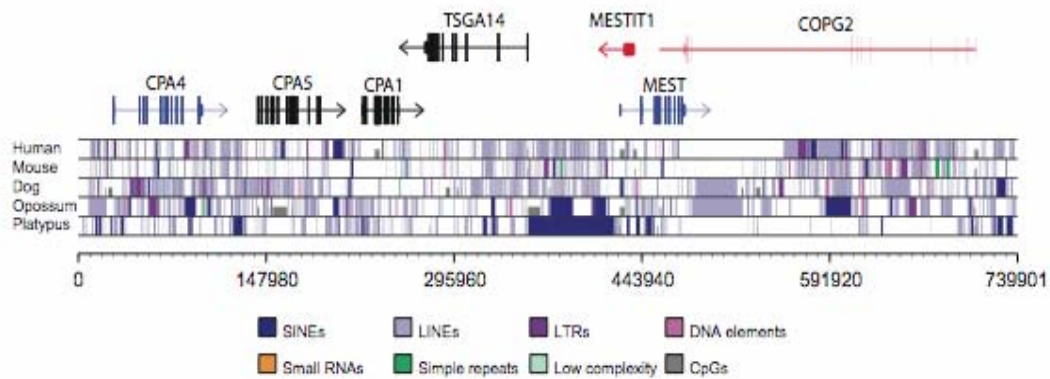 TSGA14 MESTIT1 COPG2
CPA4 CPA5 CPA1 MEST
Human
Mouse
Dog
Opossum
Platypus
0 147980 295960 443940 591920 739901
SINEs LINEs LTRs DNA elements
Small RNAs Simple repeats Low complexity CpGs